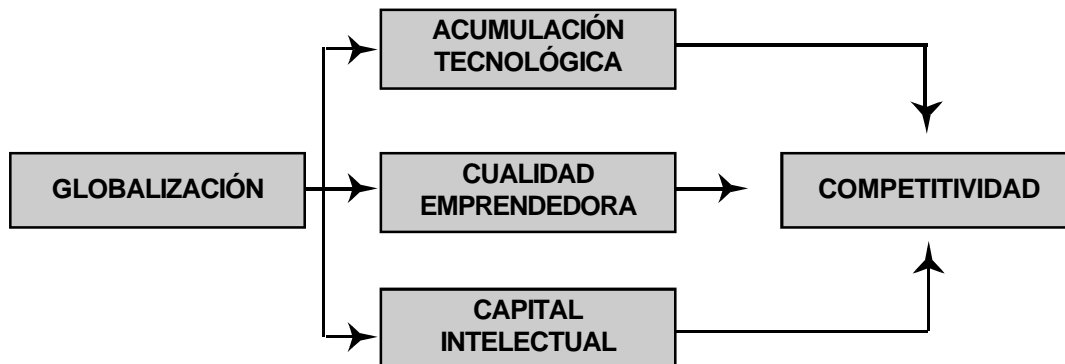 ACUMULACIÓN
TECNOLÓGICA
GLOBALIZACIÓN
CUALIDAD
EMPRENDEDORA
COMPETITIVIDAD
CAPITAL
INTELECTUAL